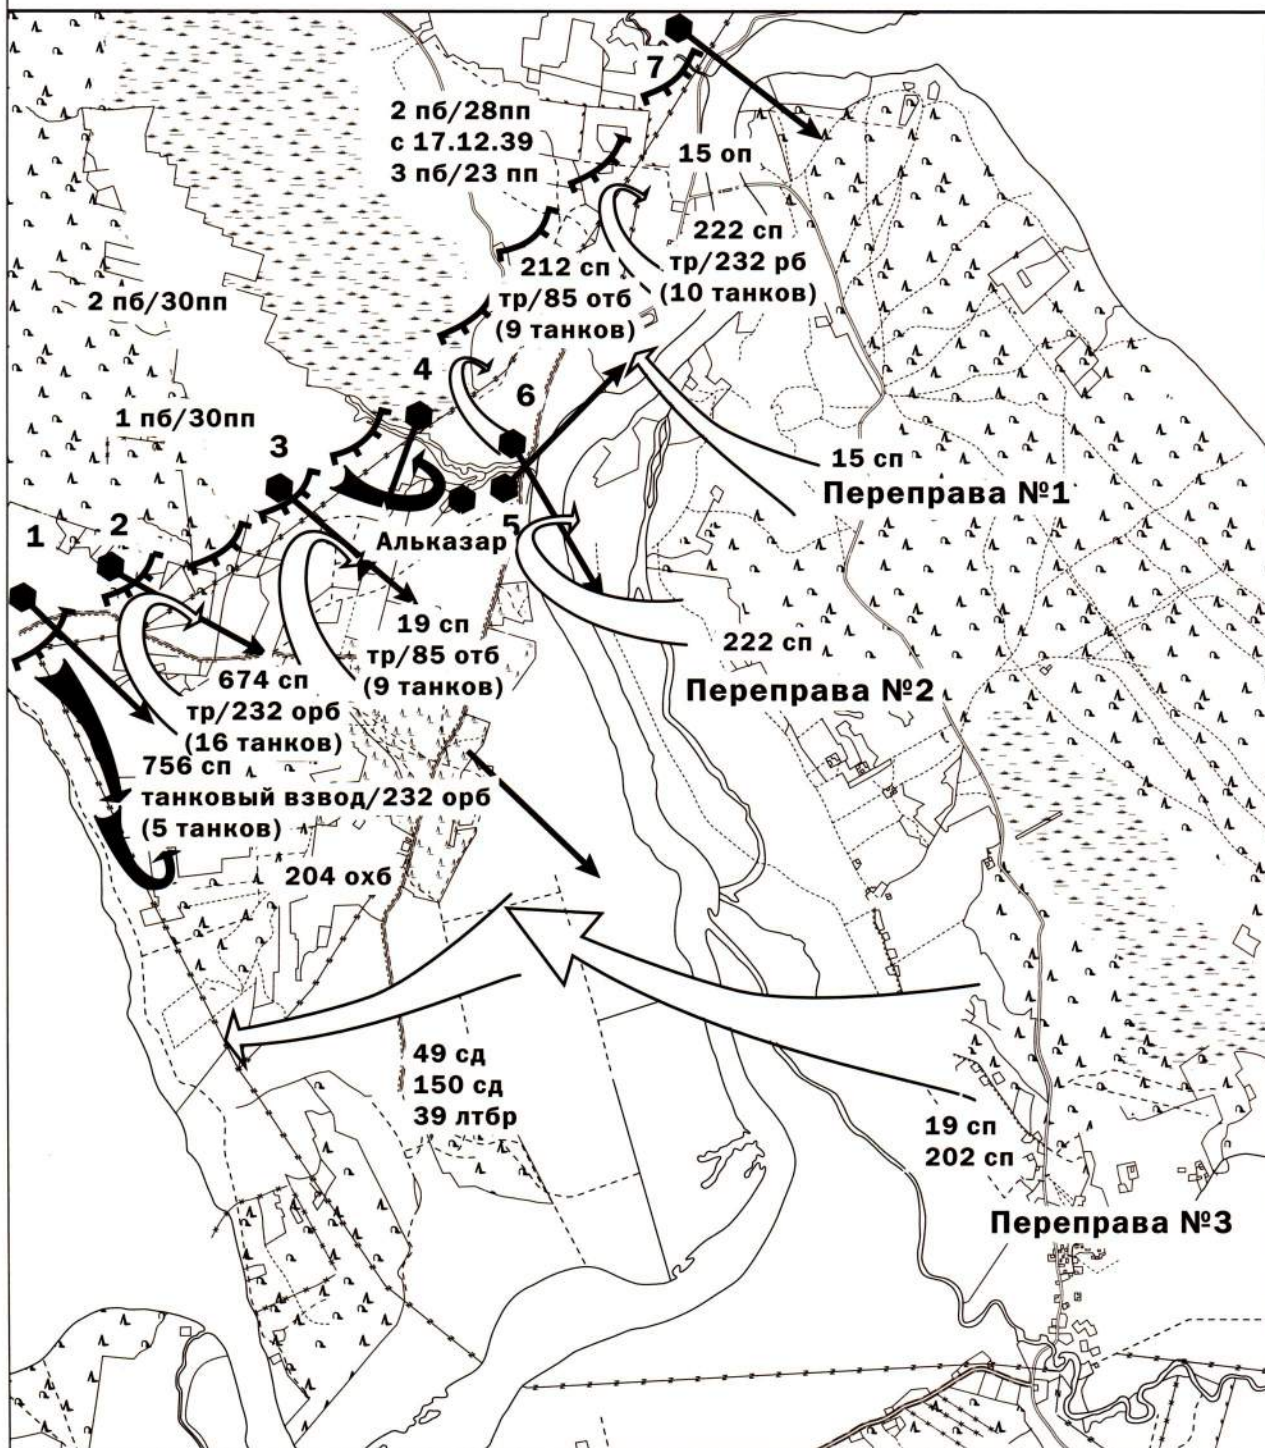 7
2 пб/28пп
с 17.12.39
3 пб/23 пп
15 оп
222 сп
тр/232 рб
(10 танков)
212 сп
тр/85 отб
(9 танков)
2 пб/30пп
4
6
1 пб/30пп
3
15 сп
Переправа №1
2
1
Альказар
5
19 сп
тр/85 отб
(9 танков)
222 сп
Переправа №2
674 сп
тр/232 орб
(16 танков)
756 сп
танковый взвод/232 орб
(5 танков)
204 охб
49 сд
150 сд
39 лтбр
19 сп
202 сп
Переправа №3